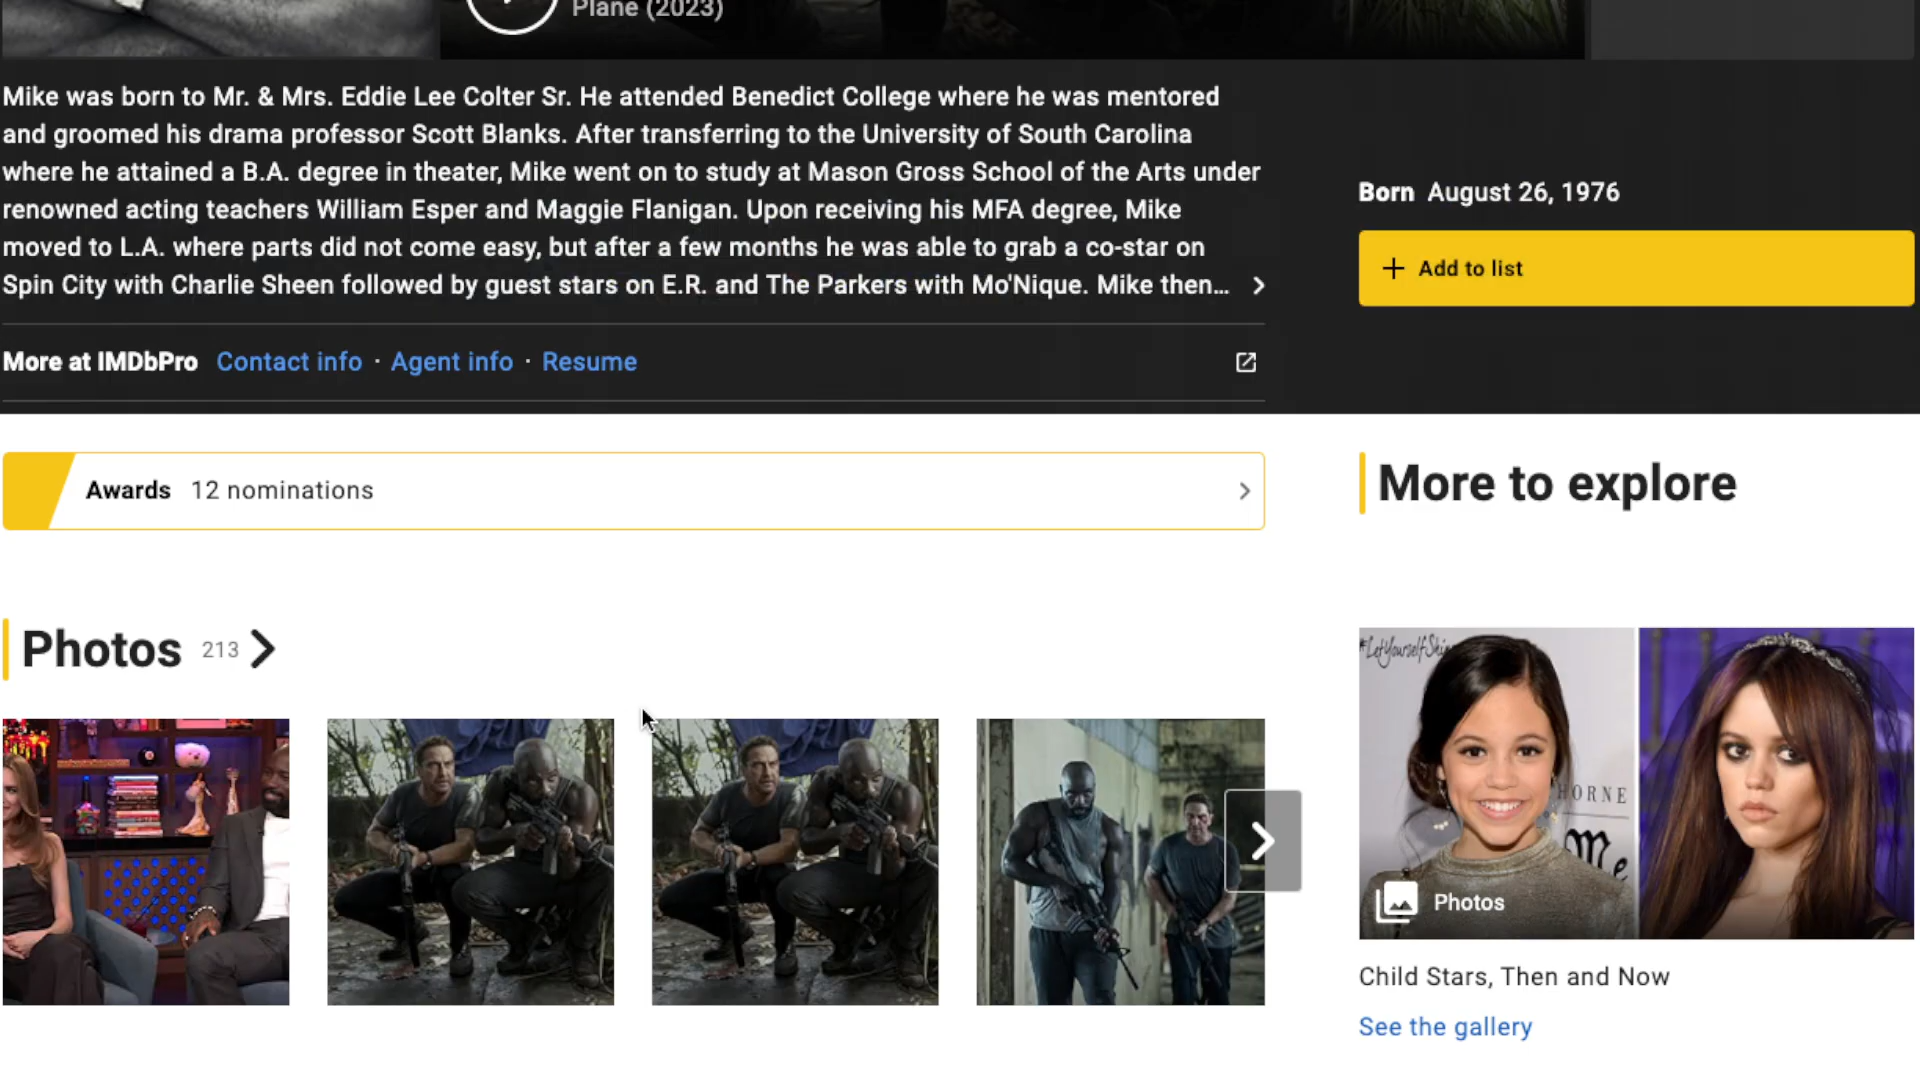 Plane (2023)
Mike was born to Mr. & Mrs. Eddie Lee Colter Sr. He attended Benedict College where he was mentored
and groomed his drama professor Scott Blanks. After transferring to the University of South Carolina
where he attained a B.A. degree in theater, Mike went on to study at Mason Gross School of the Arts under
renowned acting teachers William Esper and Maggie Flanigan. Upon receiving his MFA degree, Mike
moved to L.A. where parts did not come easy, but after a few months he was able to grab a co-star on
Spin City with Charlie Sheen followed by guest stars on E.R. and The Parkers with Mo'Nique. Mike then...
Born August 26, 1976
+ Add to list
More at IMDbPro Contact info · Agent info · Resume
Awards 12 nominations
More to explore
Photos 213
#LetYourselfShine
HORNE
Me
Photos
Child Stars, Then and Now
See the gallery